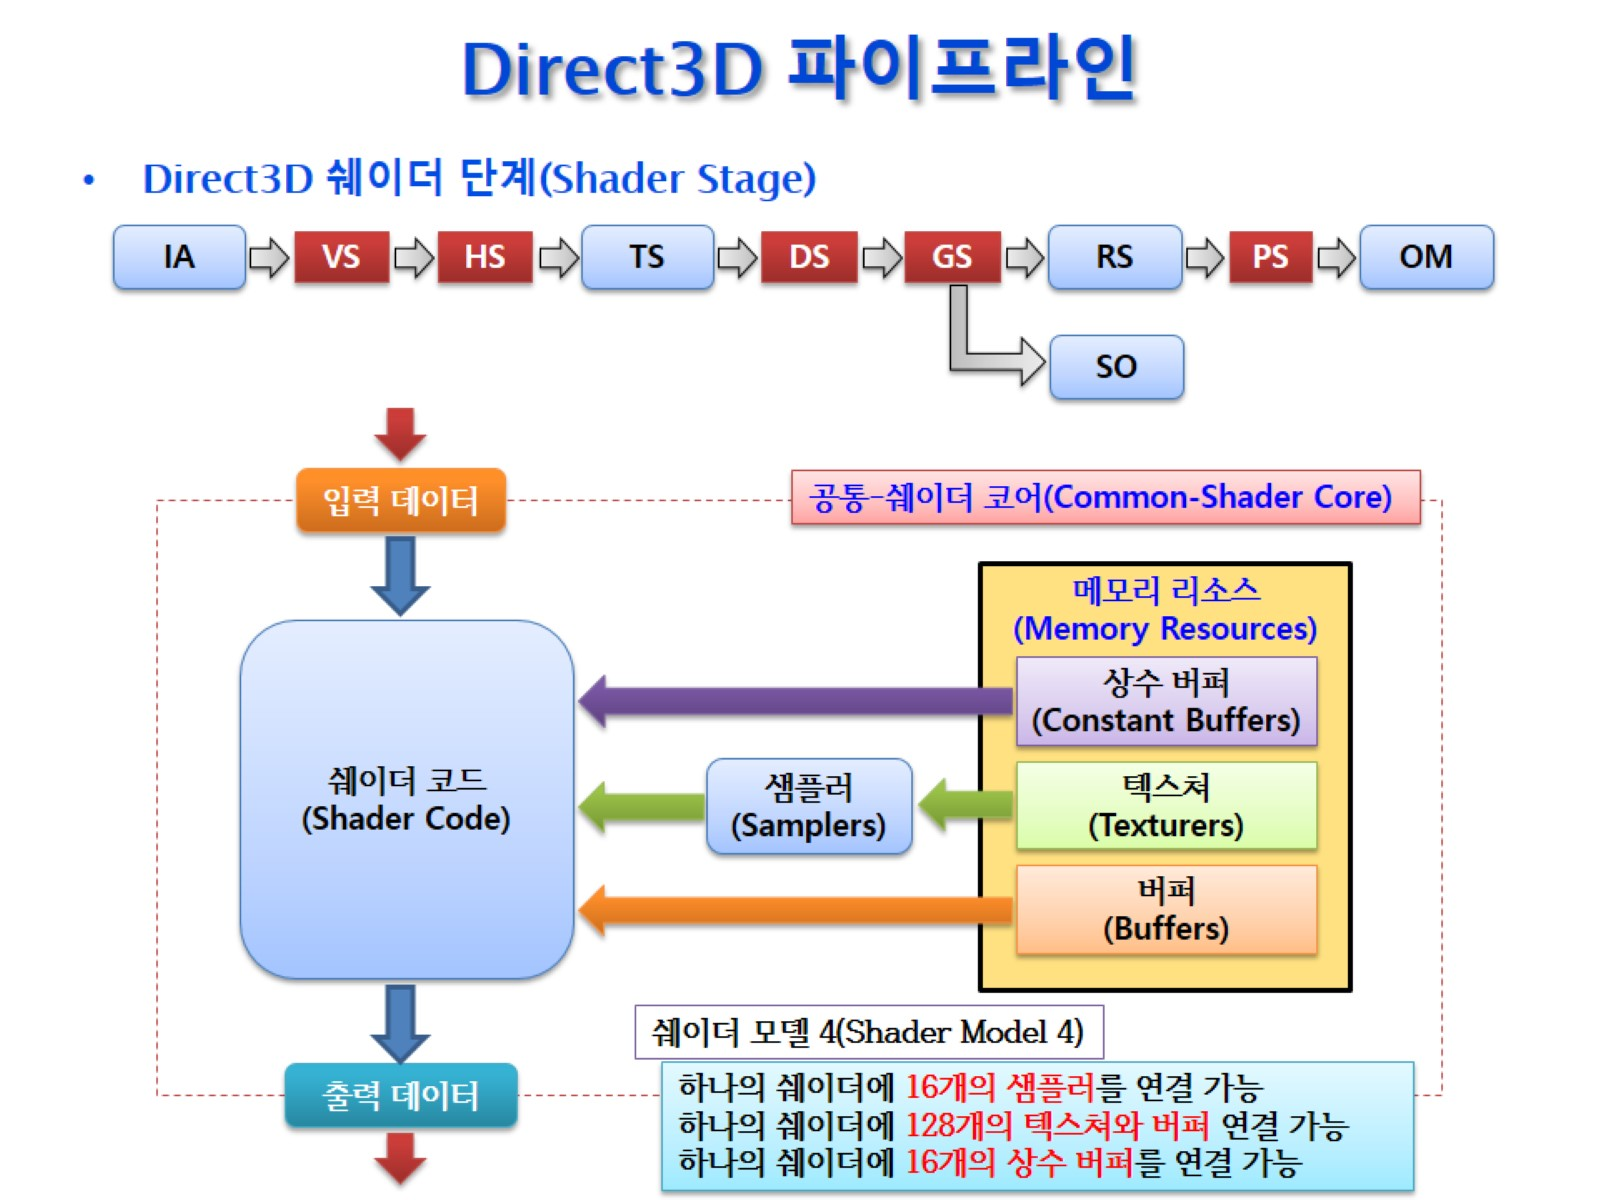 Direct3D 파이프라인
• Direct3D 쉐이더 단계(Shader Stage)
IA VS HS TS DS GS RS PS OM
SO
입력 데이터
공통-쉐이더 코어(Common-Shader Core)
메모리 리소스
(Memory Resources)
상수 버퍼
(Constant Buffers)
쉐이더 코드
(Shader Code)
샘플러
(Samplers)
텍스쳐
(Texturers)
버퍼
(Buffers)
쉐이더 모델 4(Shader Model 4)
출력 데이터
하나의 쉐이더에 16개의 샘플러를 연결 가능
하나의 쉐이더에 128개의 텍스쳐와 버퍼 연결 가능
하나의 쉐이더에 16개의 상수 버퍼를 연결 가능